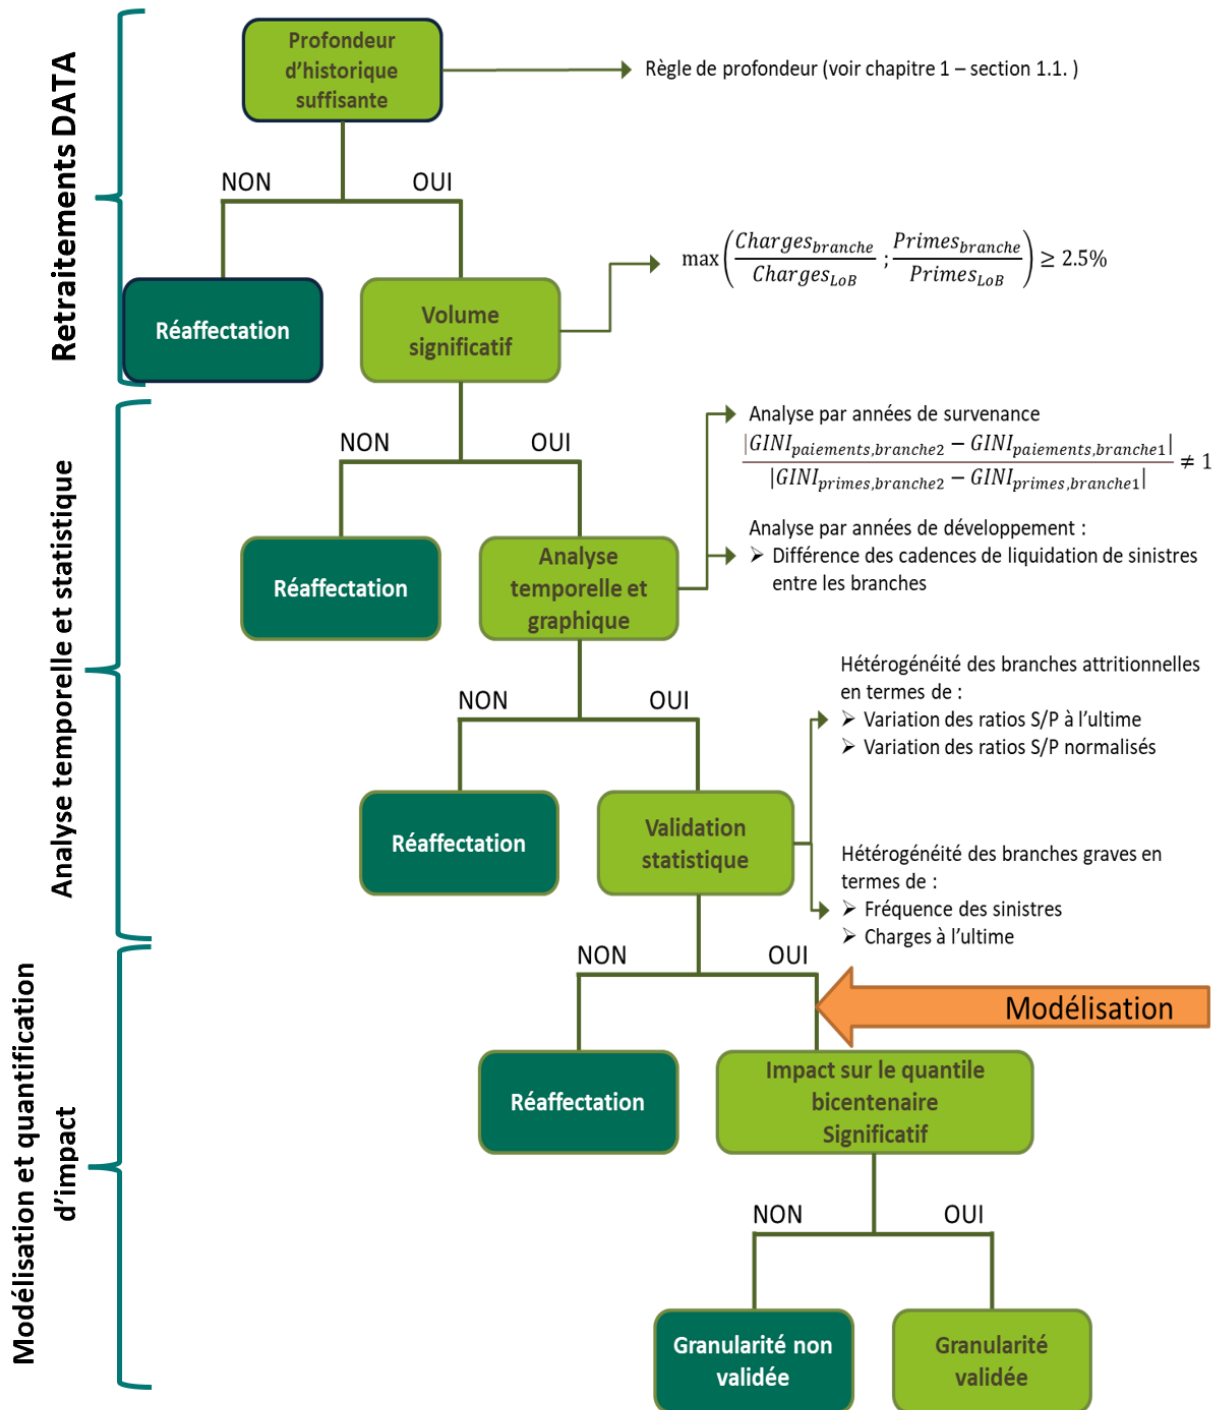 Retraitements DATA
Profondeur
d'historique
suffisante
Règle de profondeur (voir chapitre 1 – section 1.1. )
NON
OUI
Réaffectation
Volume
significatif
max(Charges_branche / Charges_LoB ; Primes_branche / Primes_LoB) ≥ 2.5%
Analyse temporelle et statistique
NON
OUI
Réaffectation
Analyse
temporelle et
graphique
Analyse par années de survenance
|GINI_paiements,branche2 − GINI_paiements,branche1| / |GINI_primes,branche2 − GINI_primes,branche1| ≠ 1
Analyse par années de développement :
➢ Différence des cadences de liquidation de sinistres
entre les branches
NON
OUI
Réaffectation
Validation
statistique
Hétérogénéité des branches attritionnelles
en termes de :
➢ Variation des ratios S/P à l'ultime
➢ Variation des ratios S/P normalisés
Hétérogénéité des branches graves en
termes de :
➢ Fréquence des sinistres
➢ Charges à l'ultime
Modélisation et quantification
d'impact
NON
OUI
Modélisation
Réaffectation
Impact sur le quantile
bicentenaire
Significatif
NON
OUI
Granularité non
validée
Granularité
validée